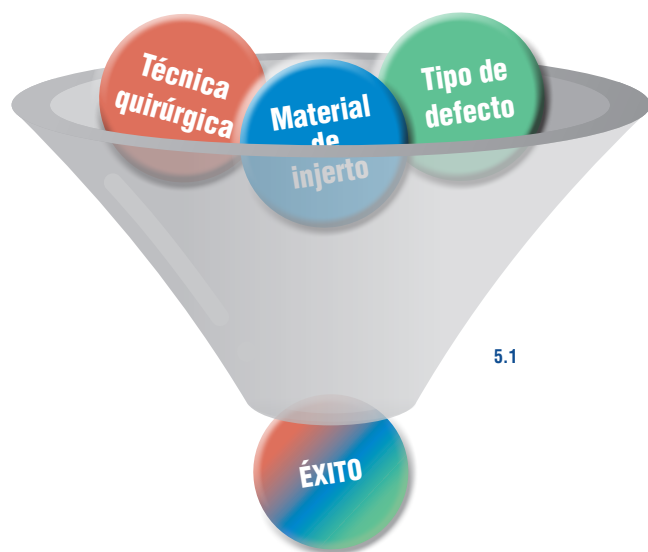 Técnica
quirúrgica
Material
de
injerto
Tipo de
defecto
5.1
ÉXITO